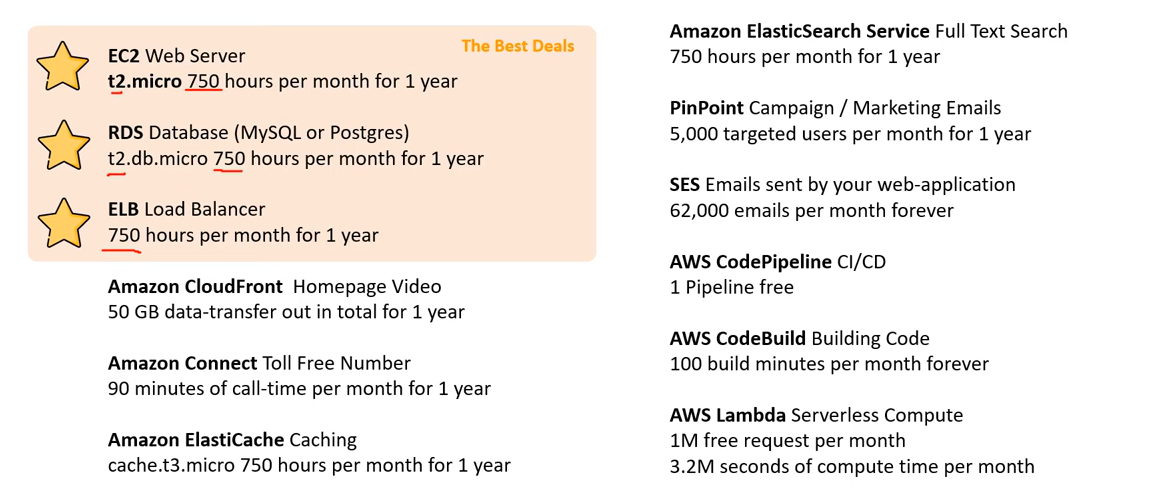 The Best Deals
EC2 Web Server
t2.micro 750 hours per month for 1 year
RDS Database (MySQL or Postgres)
t2.db.micro 750 hours per month for 1 year
ELB Load Balancer
750 hours per month for 1 year
Amazon CloudFront Homepage Video
50 GB data-transfer out in total for 1 year
Amazon Connect Toll Free Number
90 minutes of call-time per month for 1 year
Amazon ElastiCache Caching
cache.t3.micro 750 hours per month for 1 year
Amazon ElasticSearch Service Full Text Search
750 hours per month for 1 year
PinPoint Campaign / Marketing Emails
5,000 targeted users per month for 1 year
SES Emails sent by your web-application
62,000 emails per month forever
AWS CodePipeline CI/CD
1 Pipeline free
AWS CodeBuild Building Code
100 build minutes per month forever
AWS Lambda Serverless Compute
1M free request per month
3.2M seconds of compute time per month